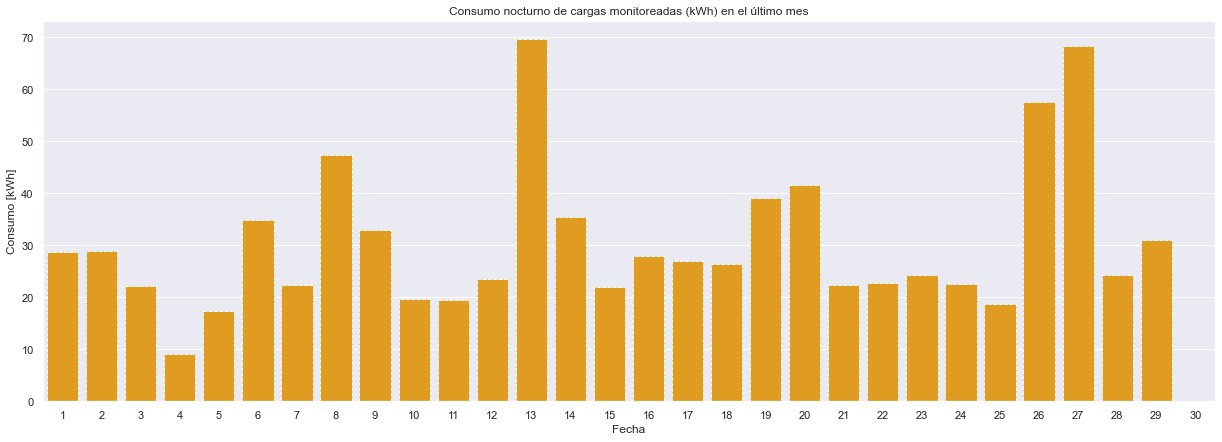 Consumo nocturno de cargas monitoreadas (kWh) en el último mes
70
60
50
40
30
20
10
0
Consumo [kWh]
1 2 3 4 5 6 7 8 9 10 11 12 13 14 15 16 17 18 19 20 21 22 23 24 25 26 27 28 29 30
Fecha